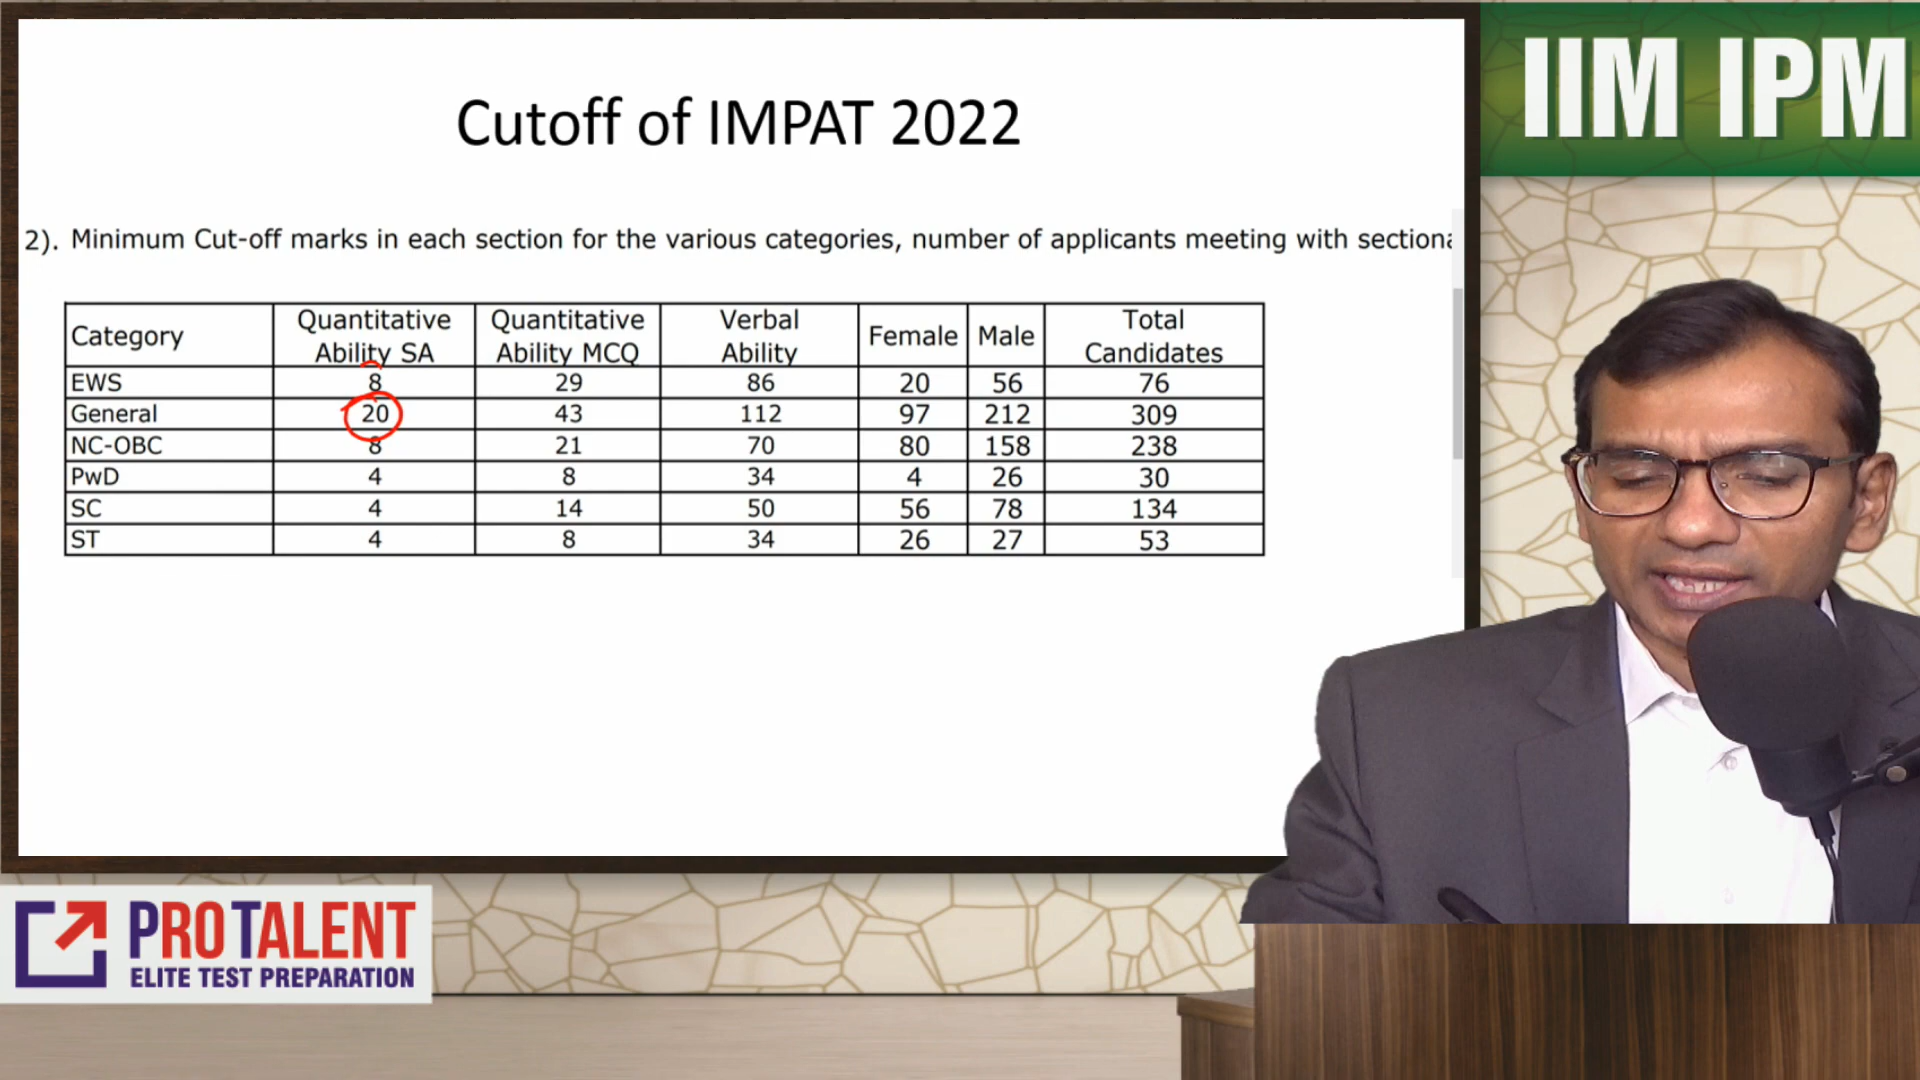 Cutoff of IMPAT 2022
IIM IPM
2). Minimum Cut-off marks in each section for the various categories, number of applicants meeting with sectiona
Category Quantitative Ability SA Quantitative Ability MCQ Verbal Ability Female Male Total Candidates
EWS 8 29 86 20 56 76
General 20 43 112 97 212 309
NC-OBC 8 21 70 80 158 238
PwD 4 8 34 4 26 30
SC 4 14 50 56 78 134
ST 4 8 34 26 27 53
PROTALENT
ELITE TEST PREPARATION